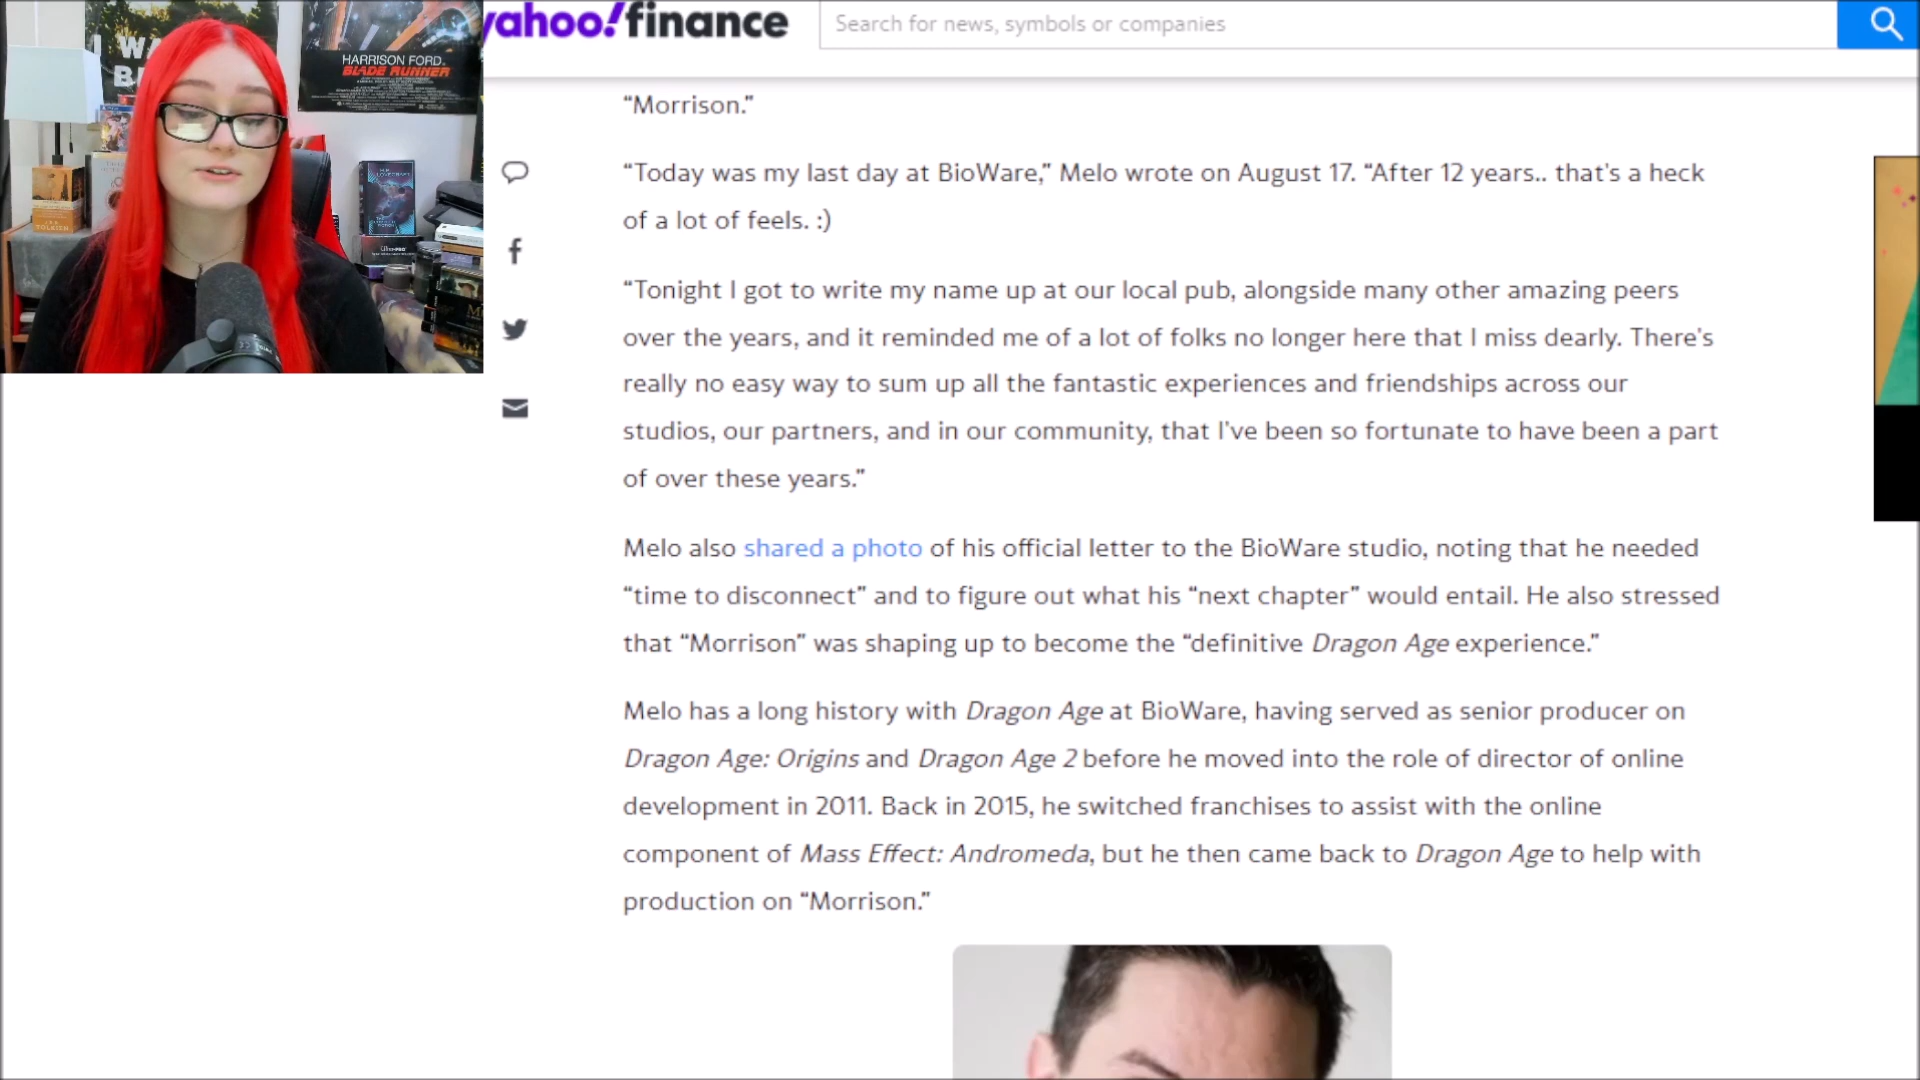 HARRISON FORD.
BLADE RUNNER
TOLKIEN
yahoo!finance
Search for news, symbols or companies
“Morrison.”
“Today was my last day at BioWare,” Melo wrote on August 17. “After 12 years.. that's a heck
of a lot of feels. :)
“Tonight I got to write my name up at our local pub, alongside many other amazing peers
over the years, and it reminded me of a lot of folks no longer here that I miss dearly. There's
really no easy way to sum up all the fantastic experiences and friendships across our
studios, our partners, and in our community, that I've been so fortunate to have been a part
of over these years.”
Melo also shared a photo of his official letter to the BioWare studio, noting that he needed
“time to disconnect” and to figure out what his “next chapter” would entail. He also stressed
that “Morrison” was shaping up to become the “definitive Dragon Age experience.”
Melo has a long history with Dragon Age at BioWare, having served as senior producer on
Dragon Age: Origins and Dragon Age 2 before he moved into the role of director of online
development in 2011. Back in 2015, he switched franchises to assist with the online
component of Mass Effect: Andromeda, but he then came back to Dragon Age to help with
production on “Morrison.”